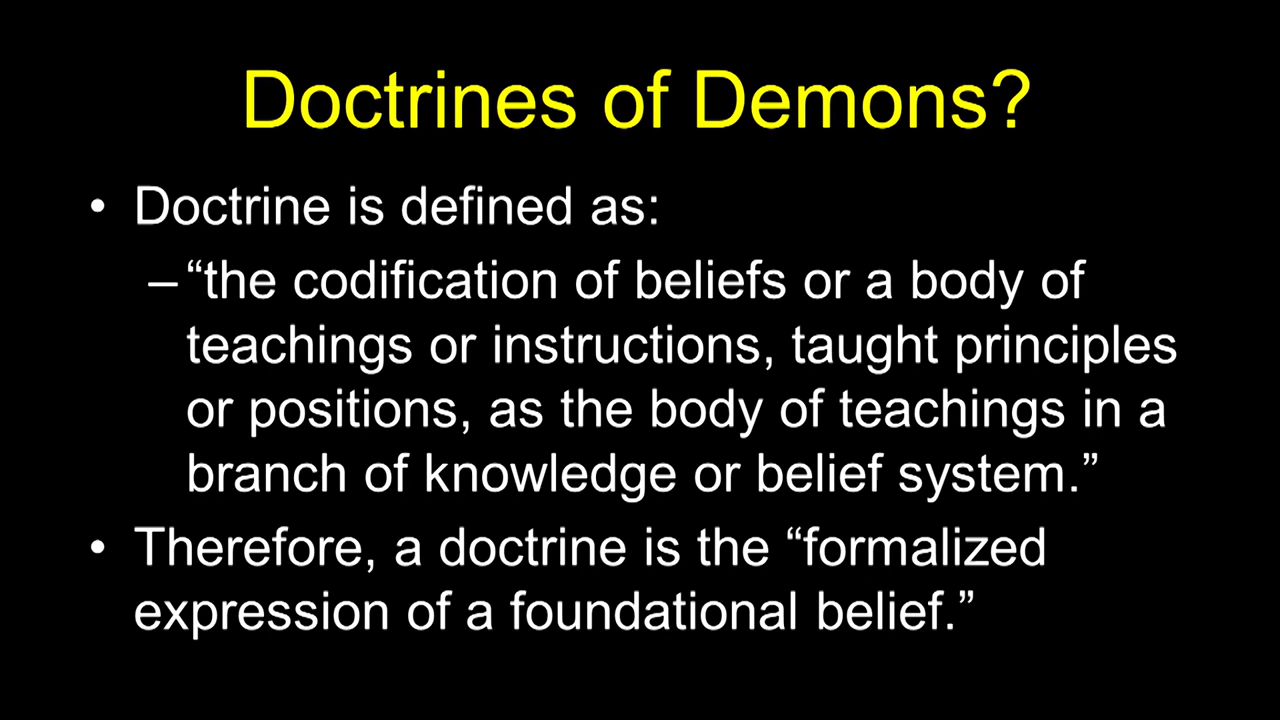 Doctrines of Demons?
• Doctrine is defined as:
–“the codification of beliefs or a body of
teachings or instructions, taught principles
or positions, as the body of teachings in a
branch of knowledge or belief system.”
• Therefore, a doctrine is the “formalized
expression of a foundational belief.”